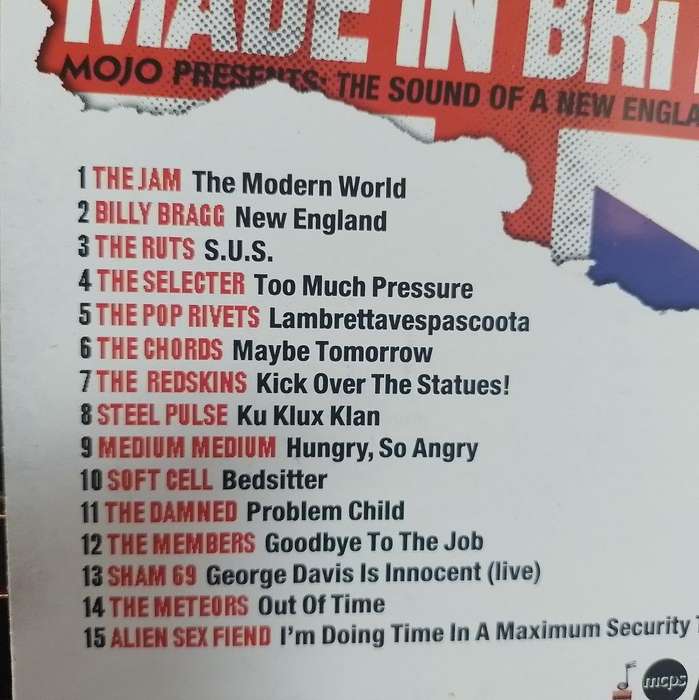 MADE IN BRIT
MOJO PRESENTS: THE SOUND OF A NEW ENGLA
1 THE JAM The Modern World
2 BILLY BRAGG New England
3 THE RUTS S.U.S.
4 THE SELECTER Too Much Pressure
5 THE POP RIVETS Lambrettavespascoota
6 THE CHORDS Maybe Tomorrow
7 THE REDSKINS Kick Over The Statues!
8 STEEL PULSE Ku Klux Klan
9 MEDIUM MEDIUM Hungry, So Angry
10 SOFT CELL Bedsitter
11 THE DAMNED Problem Child
12 THE MEMBERS Goodbye To The Job
13 SHAM 69 George Davis Is Innocent (live)
14 THE METEORS Out Of Time
15 ALIEN SEX FIEND I'm Doing Time In A Maximum Security T
mcps